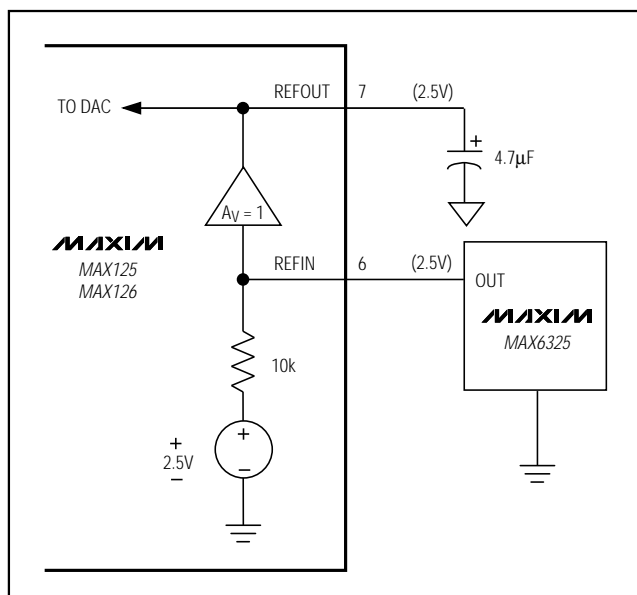 REFOUT 7 (2.5V)
TO DAC
+
4.7µF
AV = 1
MAXIM
MAX125
MAX126
REFIN 6 (2.5V)
OUT
MAXIM
MAX6325
10k
+
2.5V
−
+
−